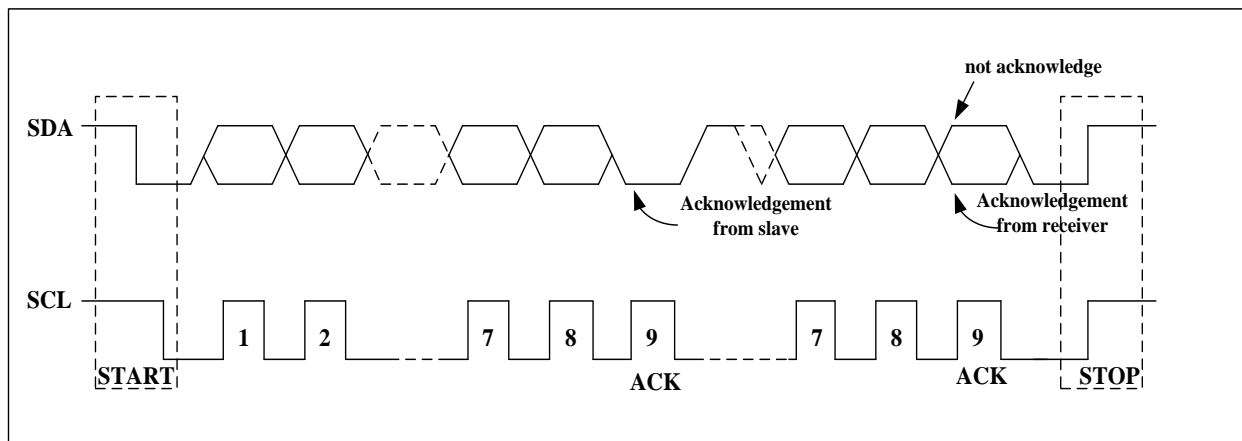 not acknowledge
SDA
Acknowledgement
from slave
Acknowledgement
from receiver
SCL
1 2 7 8 9 7 8 9
START ACK ACK STOP